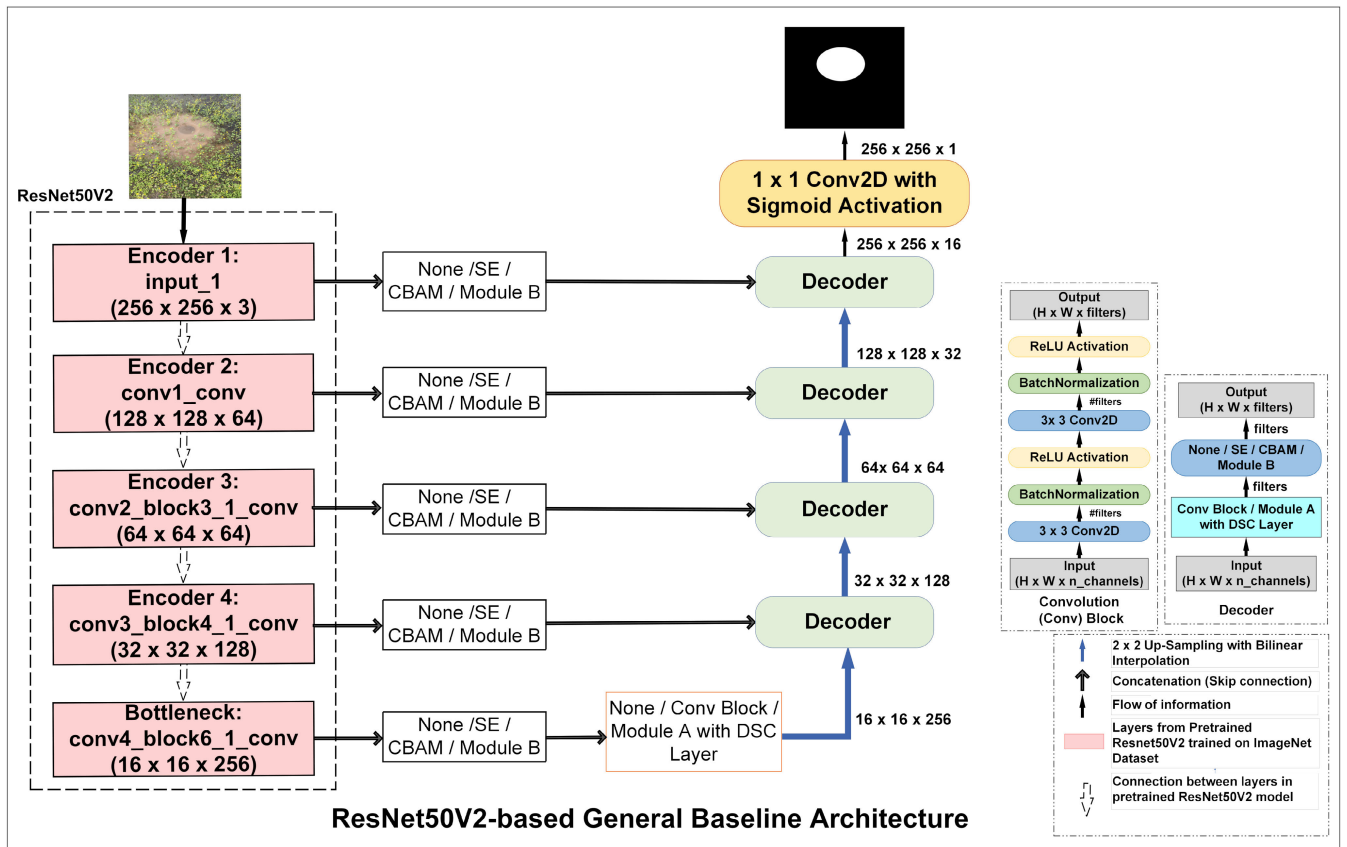 ResNet50V2
Encoder 1:
input_1
(256 x 256 x 3)
Encoder 2:
conv1_conv
(128 x 128 x 64)
Encoder 3:
conv2_block3_1_conv
(64 x 64 x 64)
Encoder 4:
conv3_block4_1_conv
(32 x 32 x 128)
Bottleneck:
conv4_block6_1_conv
(16 x 16 x 256)
None /SE /
CBAM / Module B
None /SE /
CBAM / Module B
None /SE /
CBAM / Module B
None /SE /
CBAM / Module B
None /SE /
CBAM / Module B
None / Conv Block /
Module A with DSC
Layer
256 x 256 x 1
1 x 1 Conv2D with
Sigmoid Activation
256 x 256 x 16
Decoder
128 x 128 x 32
Decoder
64x 64 x 64
Decoder
32 x 32 x 128
Decoder
16 x 16 x 256
Output
(H x W x filters)
ReLU Activation
BatchNormalization
#filters
3x 3 Conv2D
ReLU Activation
BatchNormalization
#filters
3 x 3 Conv2D
Input
(H x W x n_channels)
Convolution
(Conv) Block
Output
(H x W x filters)
filters
None / SE / CBAM /
Module B
filters
Conv Block / Module A
with DSC Layer
Input
(H x W x n_channels)
Decoder
2 x 2 Up-Sampling with Bilinear
Interpolation
Concatenation (Skip connection)
Flow of information
Layers from Pretrained
Resnet50V2 trained on ImageNet
Dataset
Connection between layers in
pretrained ResNet50V2 model
ResNet50V2-based General Baseline Architecture